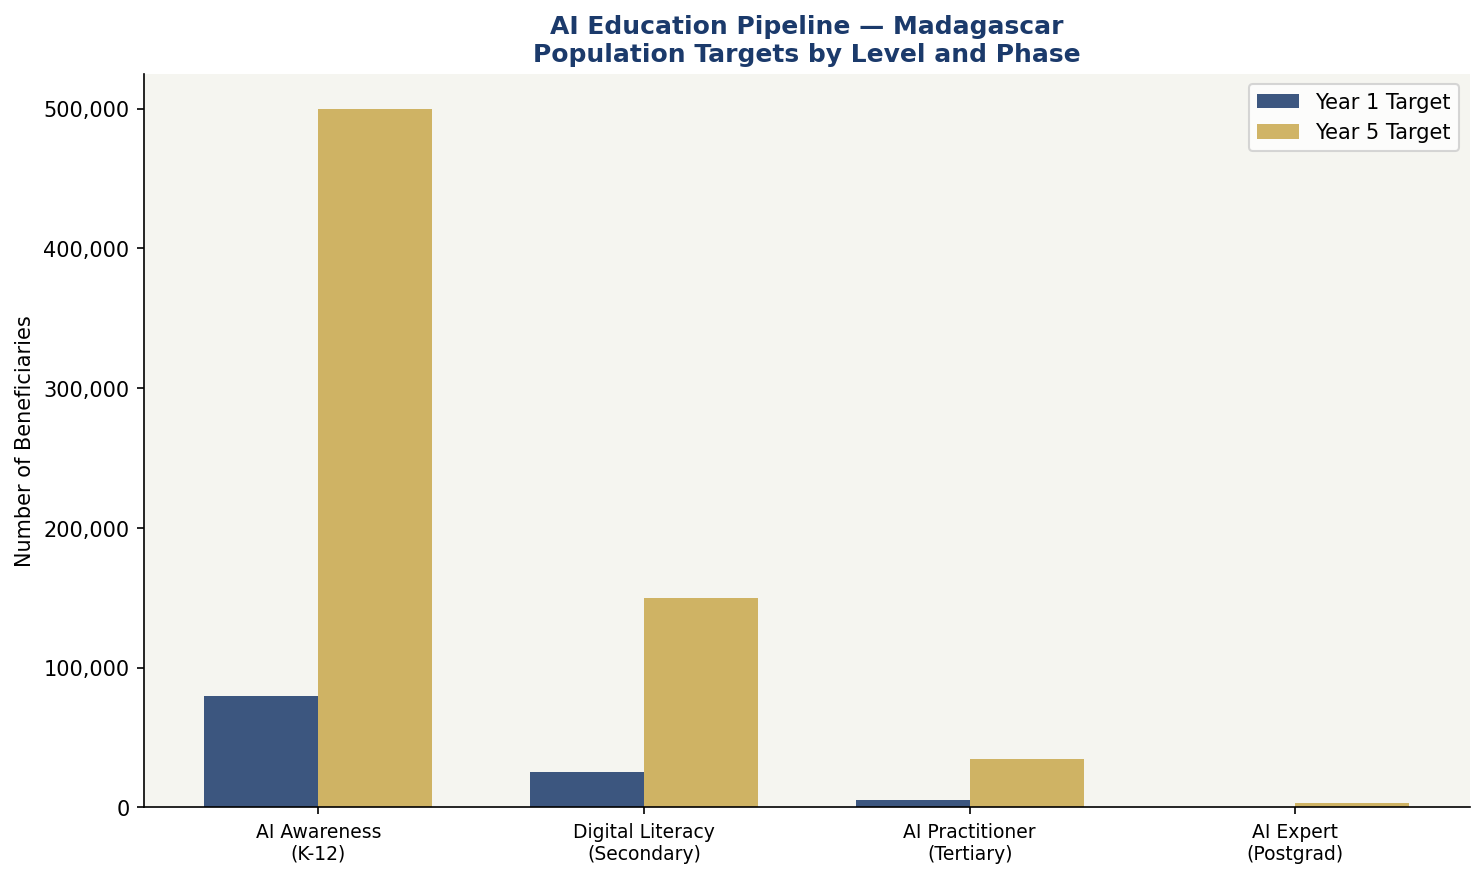 AI Education Pipeline — Madagascar
Population Targets by Level and Phase
Year 1 Target
Year 5 Target
Number of Beneficiaries
500,000
400,000
300,000
200,000
100,000
0
AI Awareness
(K-12)
Digital Literacy
(Secondary)
AI Practitioner
(Tertiary)
AI Expert
(Postgrad)